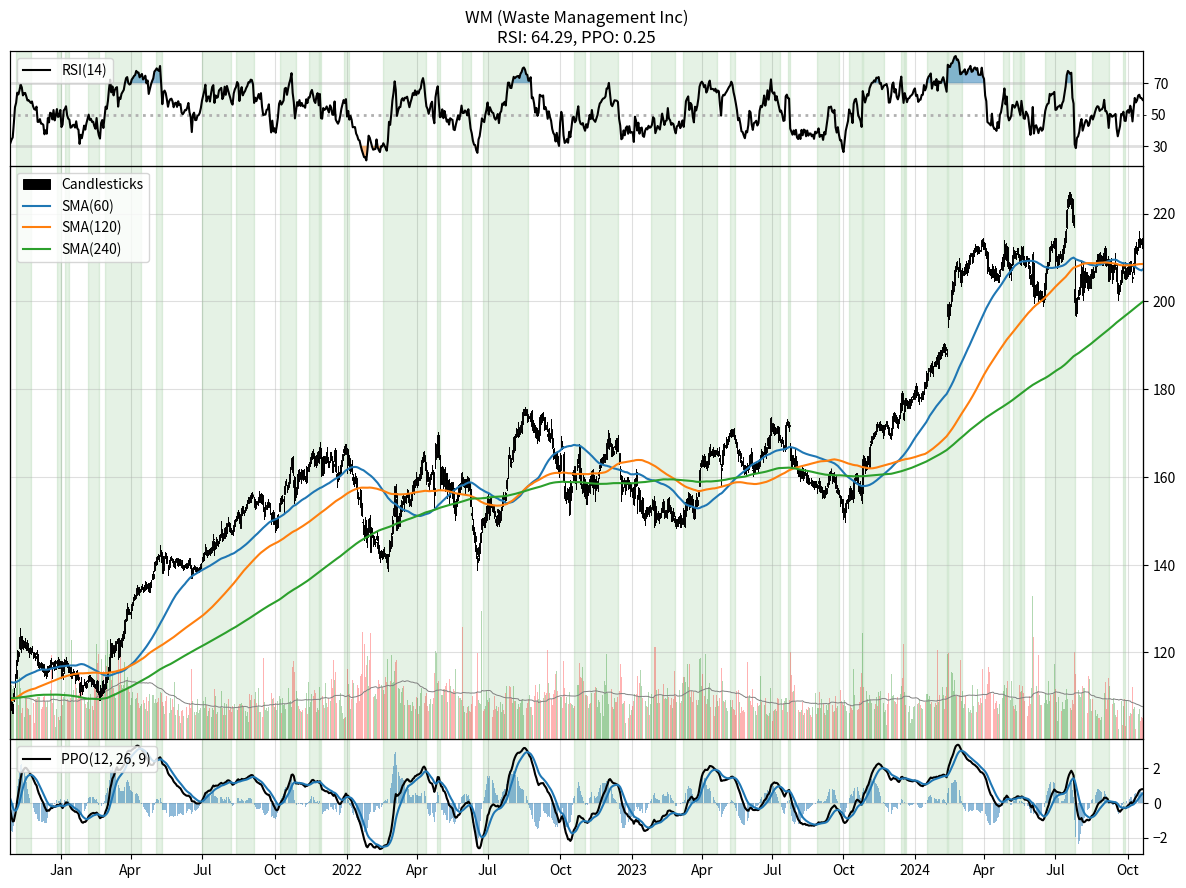 WM (Waste Management Inc)
RSI: 64.29, PPO: 0.25
RSI(14)
70
50
30
Candlesticks
SMA(60)
SMA(120)
SMA(240)
220
200
180
160
140
120
PPO(12, 26, 9)
2
0
−2
Jan Apr Jul Oct 2022 Apr Jul Oct 2023 Apr Jul Oct 2024 Apr Jul Oct